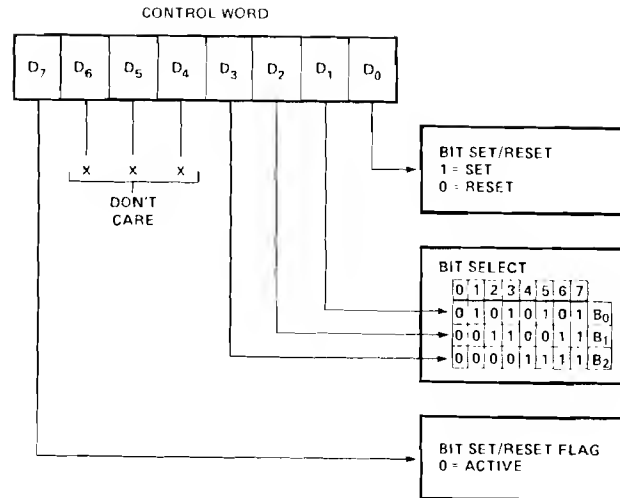 CONTROL WORD
D7 D6 D5 D4 D3 D2 D1 D0
X X X
DON'T
CARE
BIT SET/RESET
1 = SET
0 = RESET
BIT SELECT
0 1 2 3 4 5 6 7
0 1 0 1 0 1 0 1 B0
0 0 1 1 0 0 1 1 B1
0 0 0 0 1 1 1 1 B2
BIT SET/RESET FLAG
0 = ACTIVE